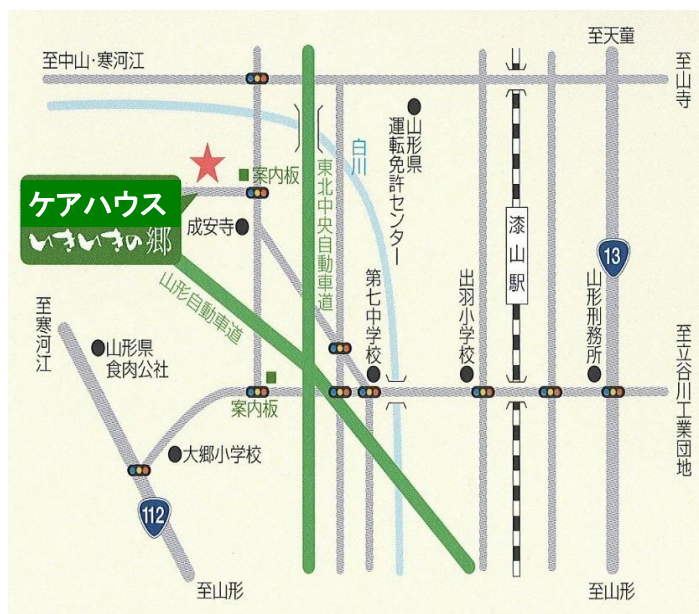 至天童
至中山・寒河江
至山寺
山形県
運転免許センター
白川
案内板
東北中央自動車道
ケアハウス
いきいきの郷
成安寺
漆山駅
13
山形自動車道
第七中学校
出羽小学校
山形刑務所
至寒河江
山形県
食肉公社
至立谷川工業団地
案内板
大郷小学校
112
至山形
至山形